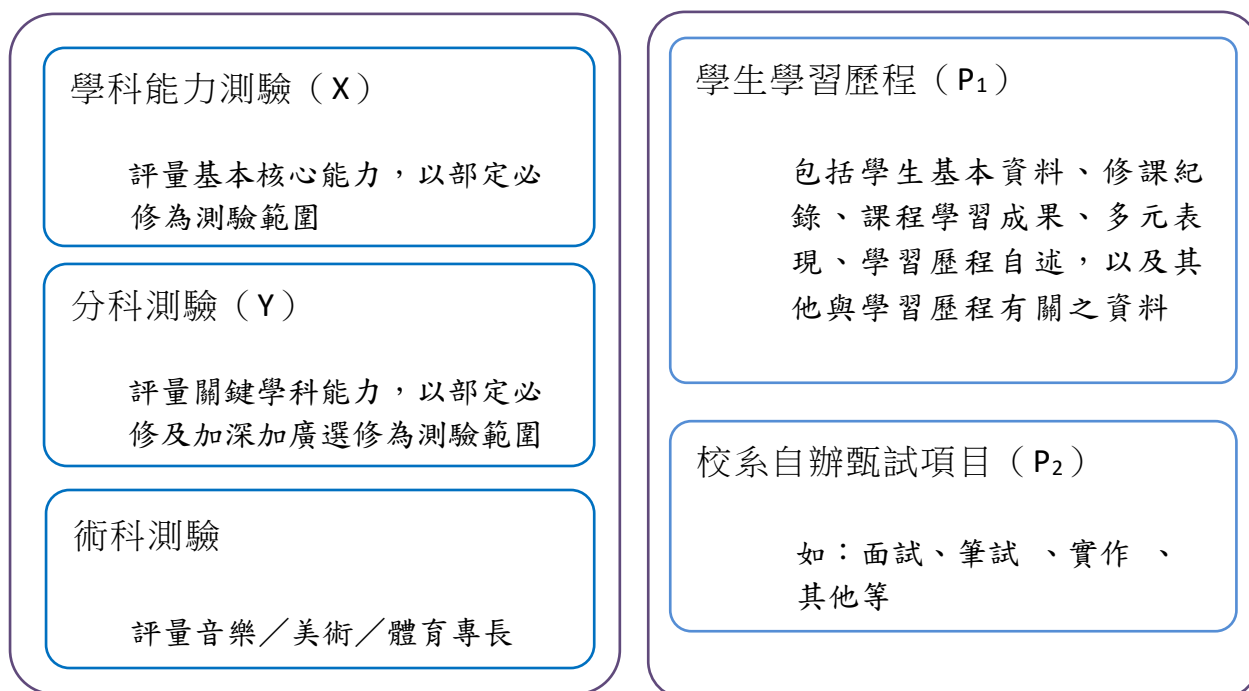 學科能力測驗（X）
評量基本核心能力，以部定必
修為測驗範圍
分科測驗（Y）
評量關鍵學科能力，以部定必
修及加深加廣選修為測驗範圍
術科測驗
評量音樂／美術／體育專長
學生學習歷程（P₁）
包括學生基本資料、修課紀
錄、課程學習成果、多元表
現、學習歷程自述，以及其
他與學習歷程有關之資料
校系自辦甄試項目（P₂）
如：面試、筆試 、實作 、
其他等